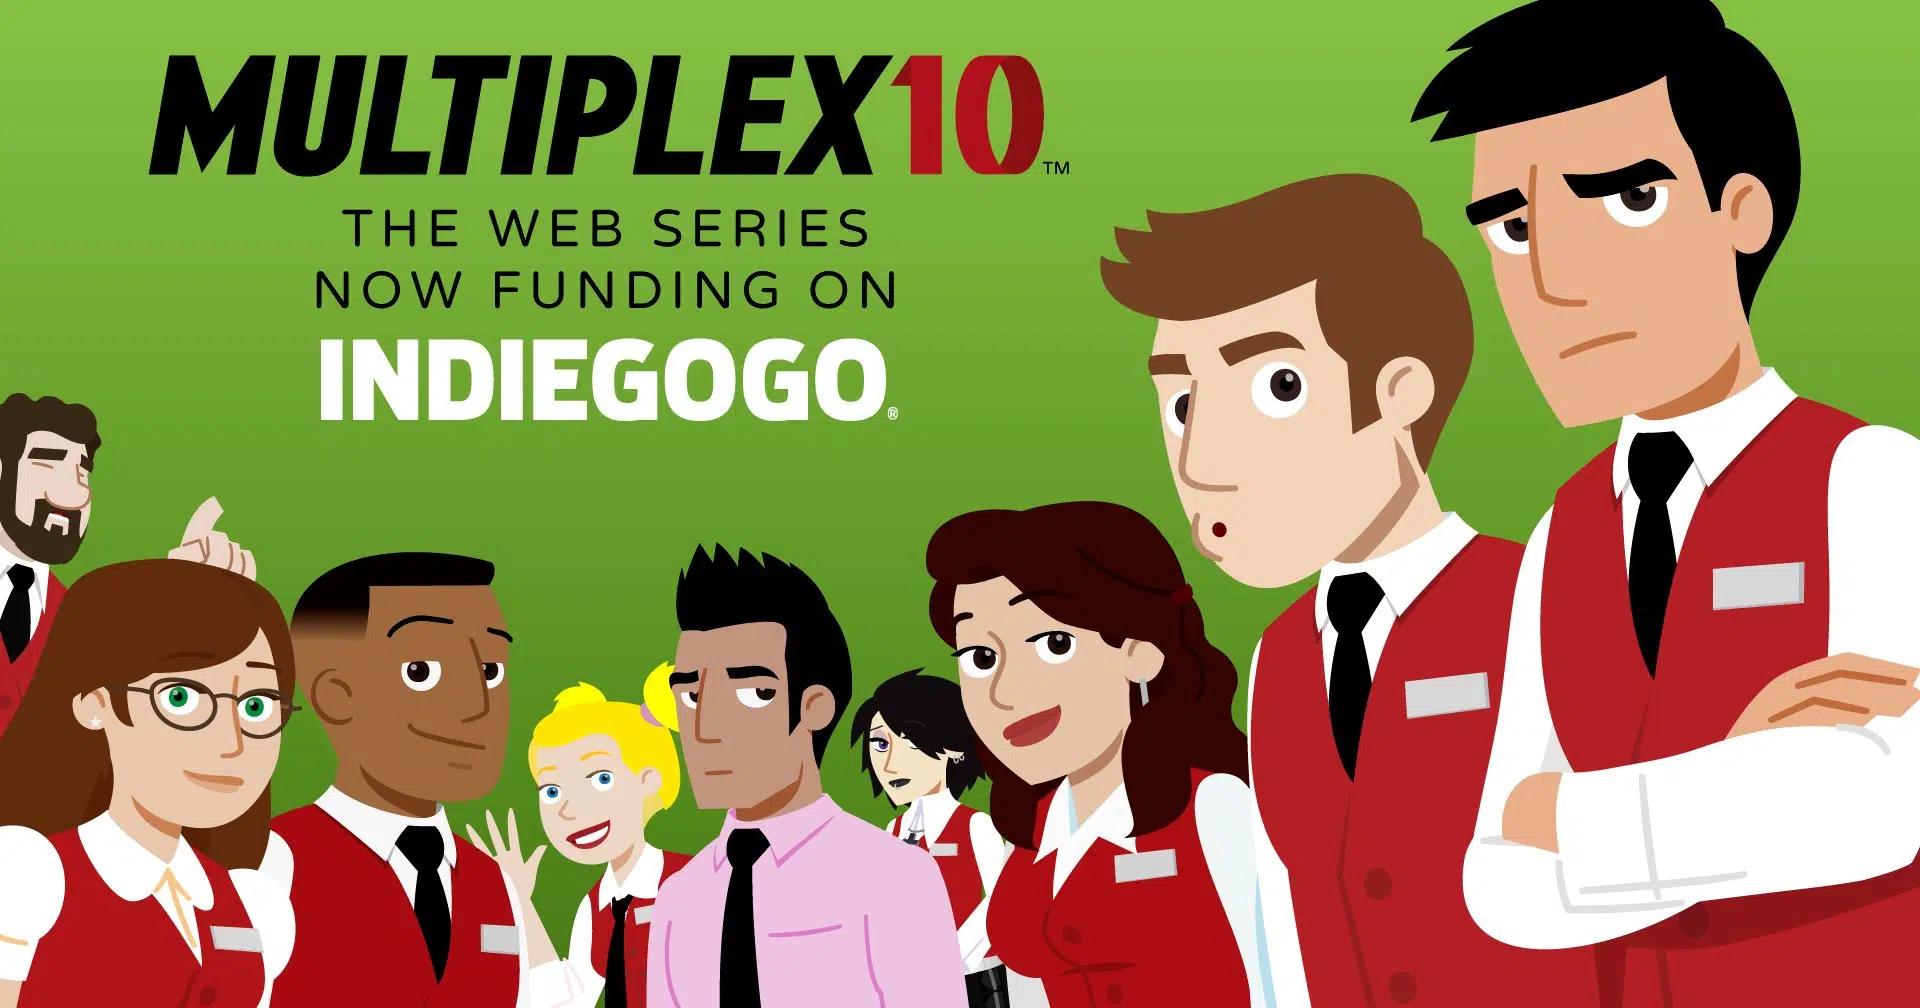 MULTIPLEX10™
THE WEB SERIES
NOW FUNDING ON
INDIEGOGO®